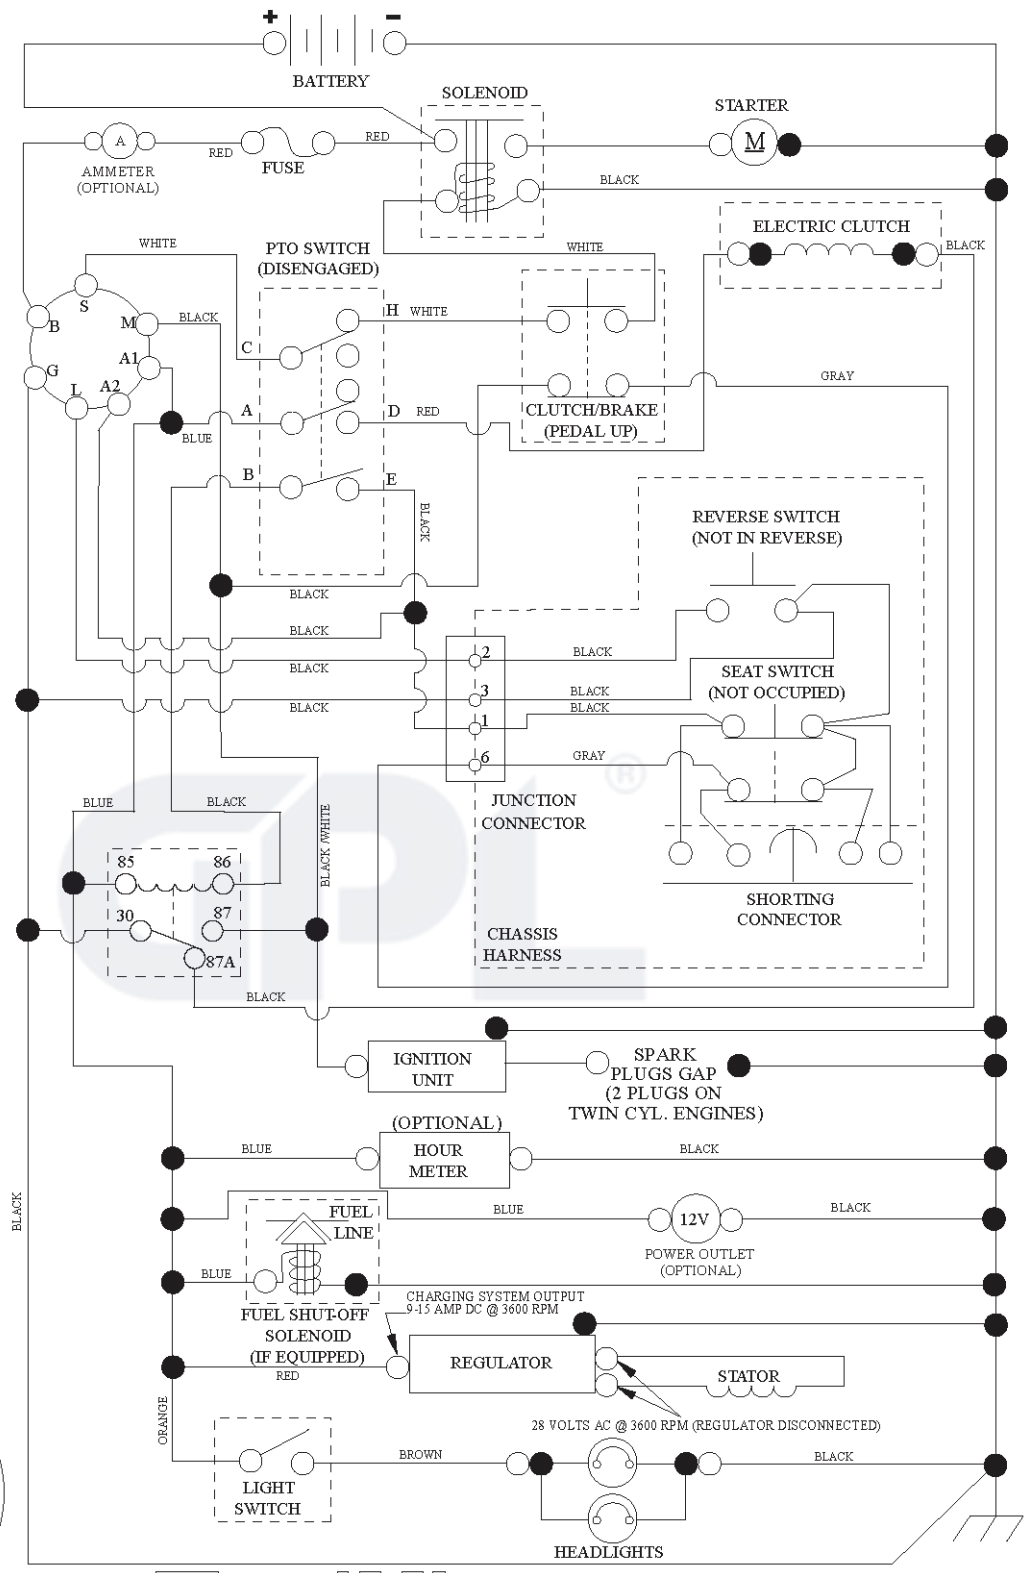 +
-
BATTERY
SOLENOID
STARTER
A
RED
FUSE
RED
M
AMMETER
(OPTIONAL)
BLACK
ELECTRIC CLUTCH
BLACK
WHITE
PTO SWITCH
(DISENGAGED)
WHITE
S
B
M
BLACK
H
WHITE
C
G
A1
L
A2
GRAY
A
D
RED
CLUTCH/BRAKE
(PEDAL UP)
BLUE
B
E
BLACK
REVERSE SWITCH
(NOT IN REVERSE)
BLACK
BLACK
2
BLACK
BLACK
SEAT SWITCH
(NOT OCCUPIED)
3
BLACK
BLACK
BLACK
1
6
GRAY
®
JUNCTION
CONNECTOR
BLUE
BLACK
BLACK /WHITE
GPL
85
86
30
87
87A
SHORTING
CONNECTOR
CHASSIS
HARNESS
BLACK
IGNITION
UNIT
SPARK
PLUGS GAP
(2 PLUGS ON
TWIN CYL. ENGINES)
(OPTIONAL)
HOUR
METER
BLUE
BLACK
BLACK
FUEL
LINE
BLUE
12V
BLACK
POWER OUTLET
(OPTIONAL)
BLUE
FUEL SHUT-OFF
SOLENOID
(IF EQUIPPED)
CHARGING SYSTEM OUTPUT
9-15 AMP DC @ 3600 RPM
REGULATOR
RED
STATOR
ORANGE
28 VOLTS AC @ 3600 RPM (REGULATOR DISCONNECTED)
LIGHT
SWITCH
BROWN
BLACK
HEADLIGHTS